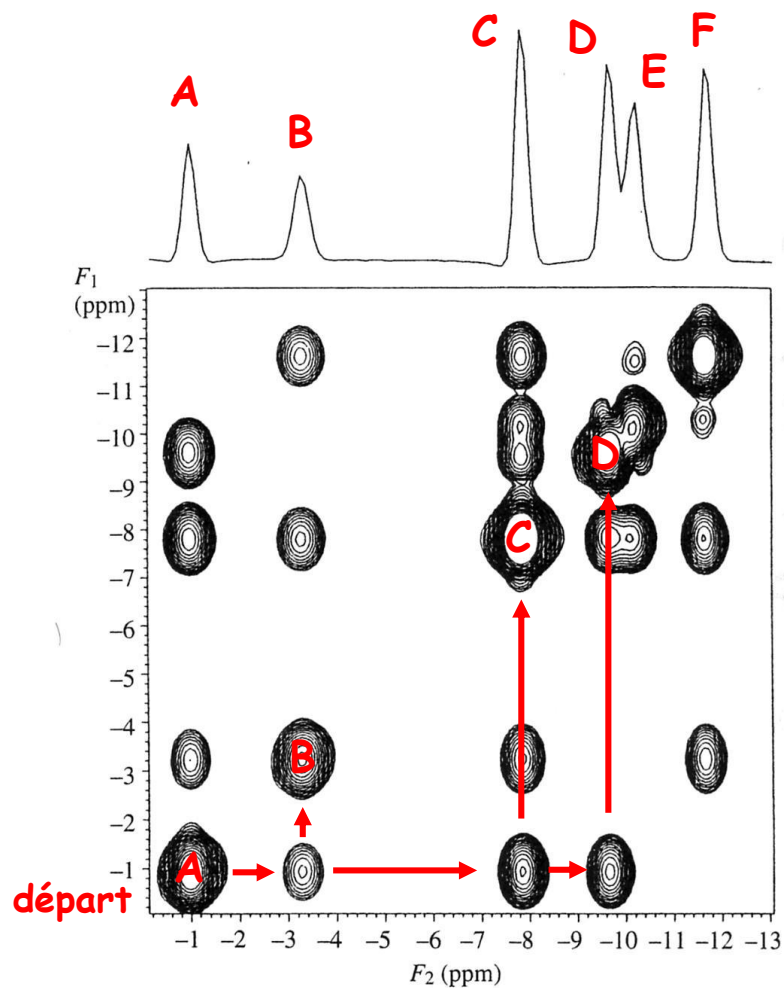 A B C D E F
F1
(ppm)
–12
–11
–10
–9
–8
–7
–6
–5
–4
–3
–2
–1
D
C
B
A
départ
–1 –2 –3 –4 –5 –6 –7 –8 –9 –10 –11 –12 –13
F2 (ppm)